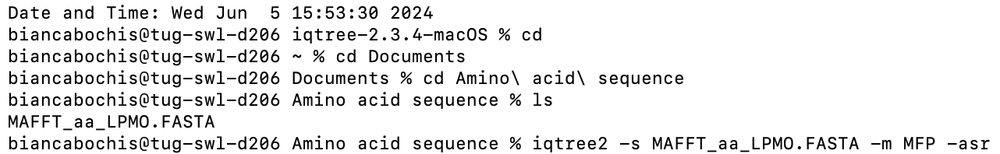 Date and Time: Wed Jun  5 15:53:30 2024
biancabochis@tug-swl-d206 iqtree-2.3.4-macOS % cd
biancabochis@tug-swl-d206 ~ % cd Documents
biancabochis@tug-swl-d206 Documents % cd Amino\ acid\ sequence
biancabochis@tug-swl-d206 Amino acid sequence % ls
MAFFT_aa_LPMO.FASTA
biancabochis@tug-swl-d206 Amino acid sequence % iqtree2 -s MAFFT_aa_LPMO.FASTA -m MFP -asr